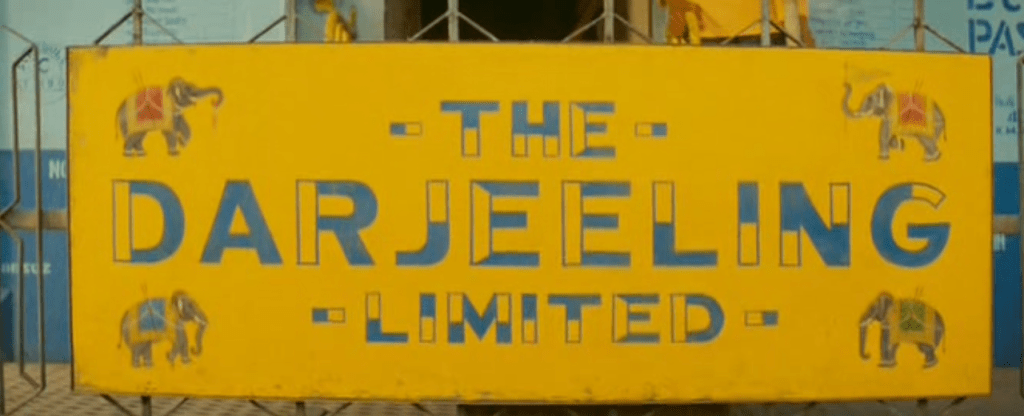 - THE -
DARJEELING
- LIMITED -